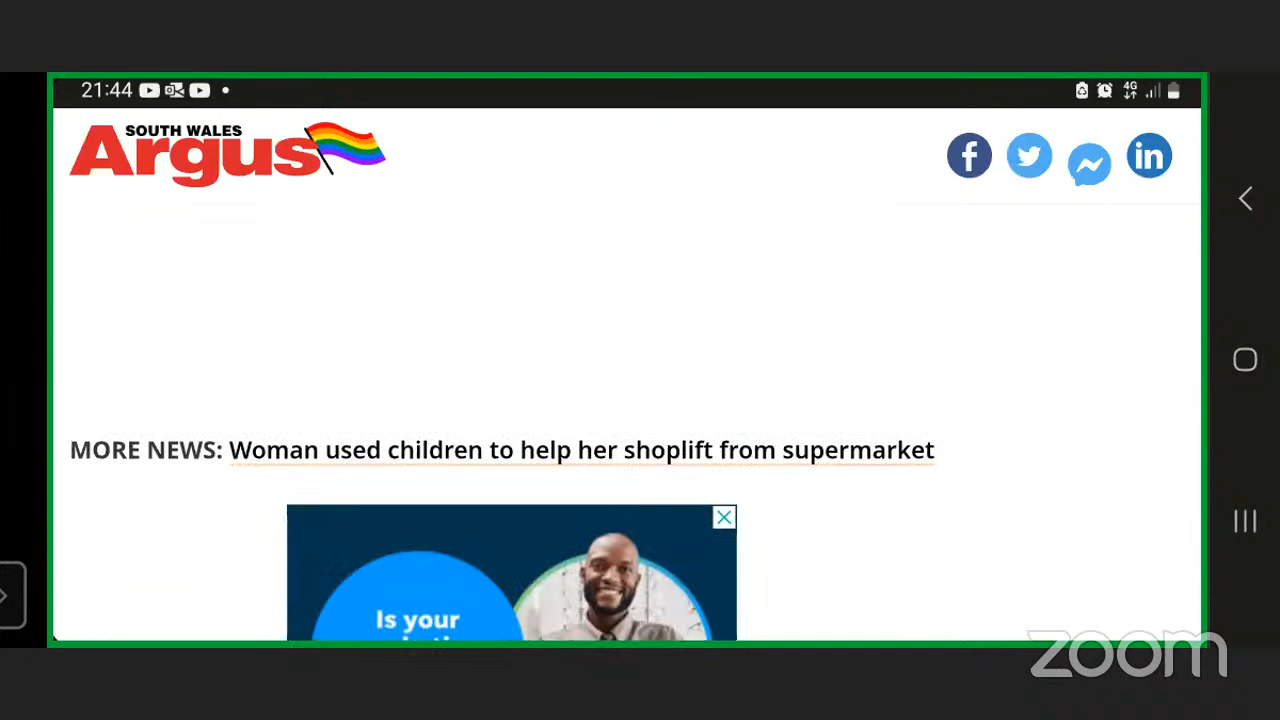 21:44
4G
SOUTH WALES
Argus
MORE NEWS: Woman used children to help her shoplift from supermarket
Is your
zoom